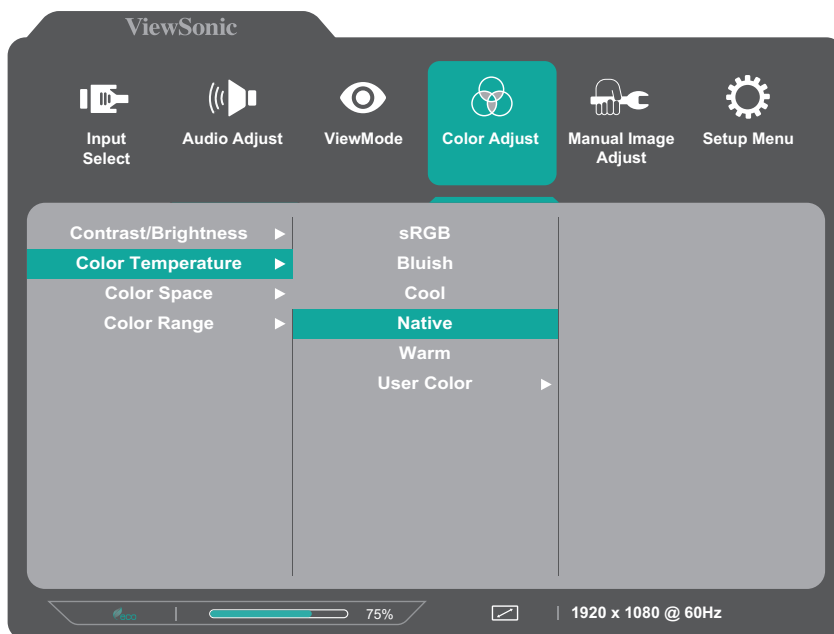 ViewSonic
Input
Select
Audio Adjust
ViewMode
Color Adjust
Manual Image
Adjust
Setup Menu
Contrast/Brightness
Color Temperature
Color Space
Color Range
sRGB
Bluish
Cool
Native
Warm
User Color
eco
75%
1920 x 1080 @ 60Hz